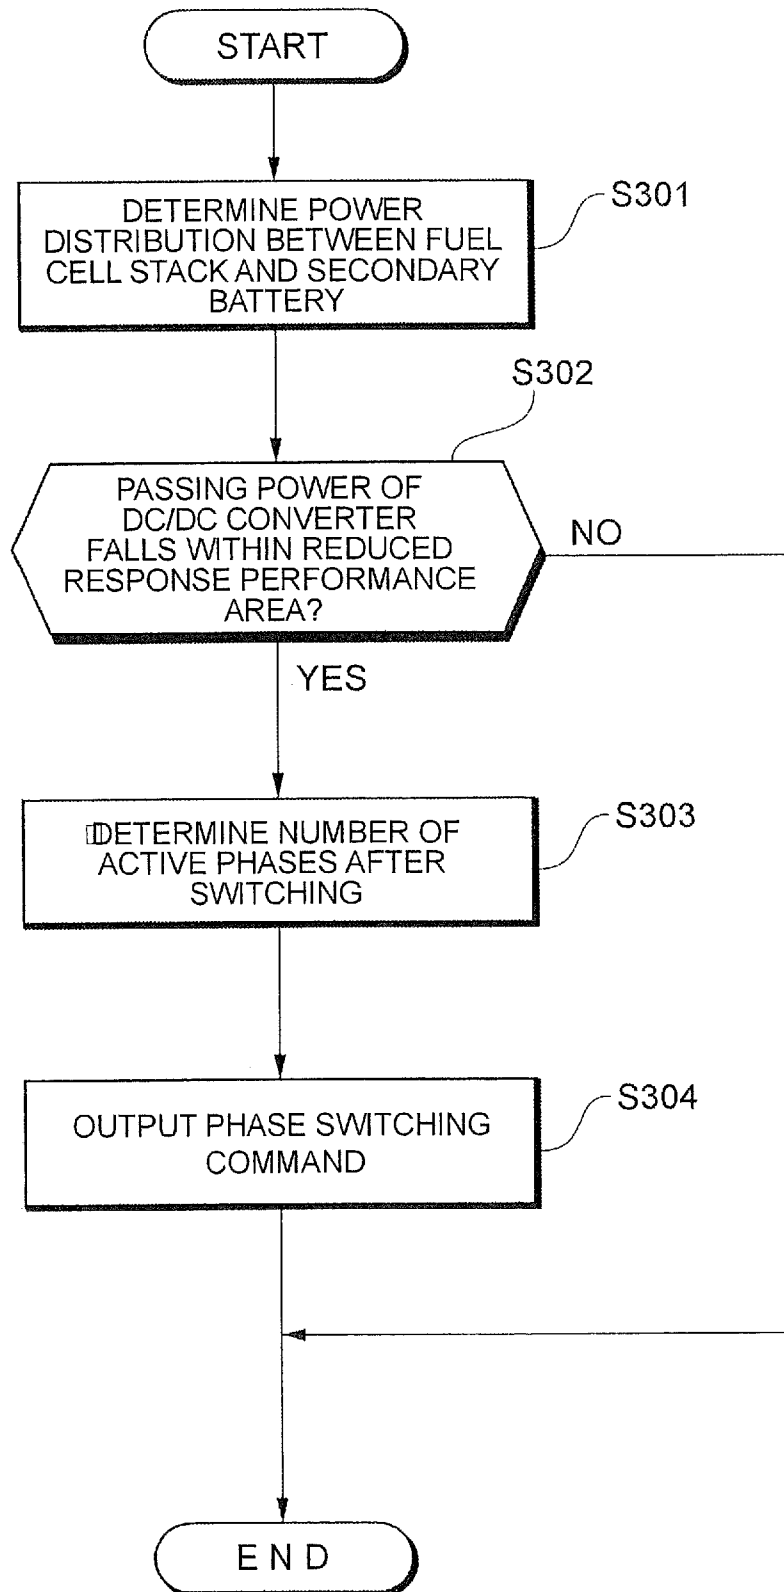 START
DETERMINE POWER
DISTRIBUTION BETWEEN FUEL
CELL STACK AND SECONDARY
BATTERY
S301
S302
PASSING POWER OF
DC/DC CONVERTER
FALLS WITHIN REDUCED
RESPONSE PERFORMANCE
AREA?
NO
YES
DETERMINE NUMBER OF
ACTIVE PHASES AFTER
SWITCHING
S303
OUTPUT PHASE SWITCHING
COMMAND
S304
END